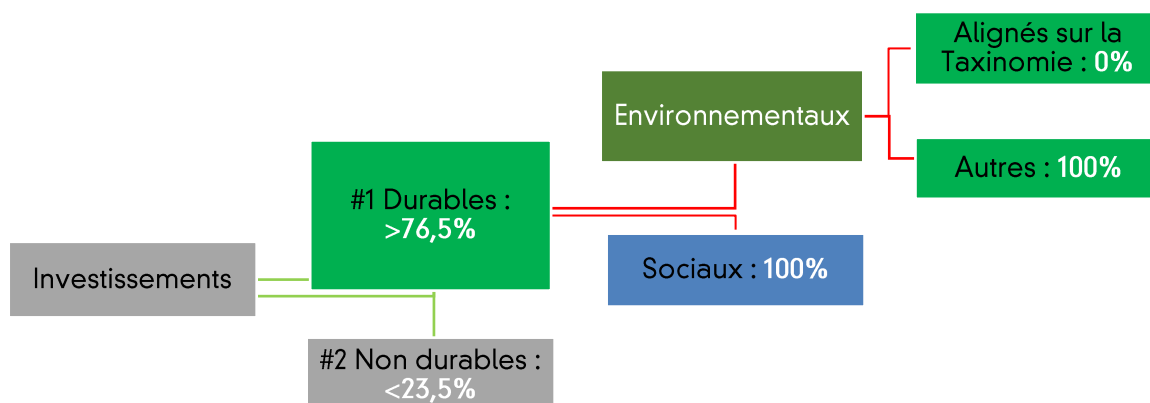 Alignés sur la
Taxinomie : 0%
Environnementaux
Autres : 100%
#1 Durables :
>76,5%
Sociaux : 100%
Investissements
#2 Non durables :
<23,5%